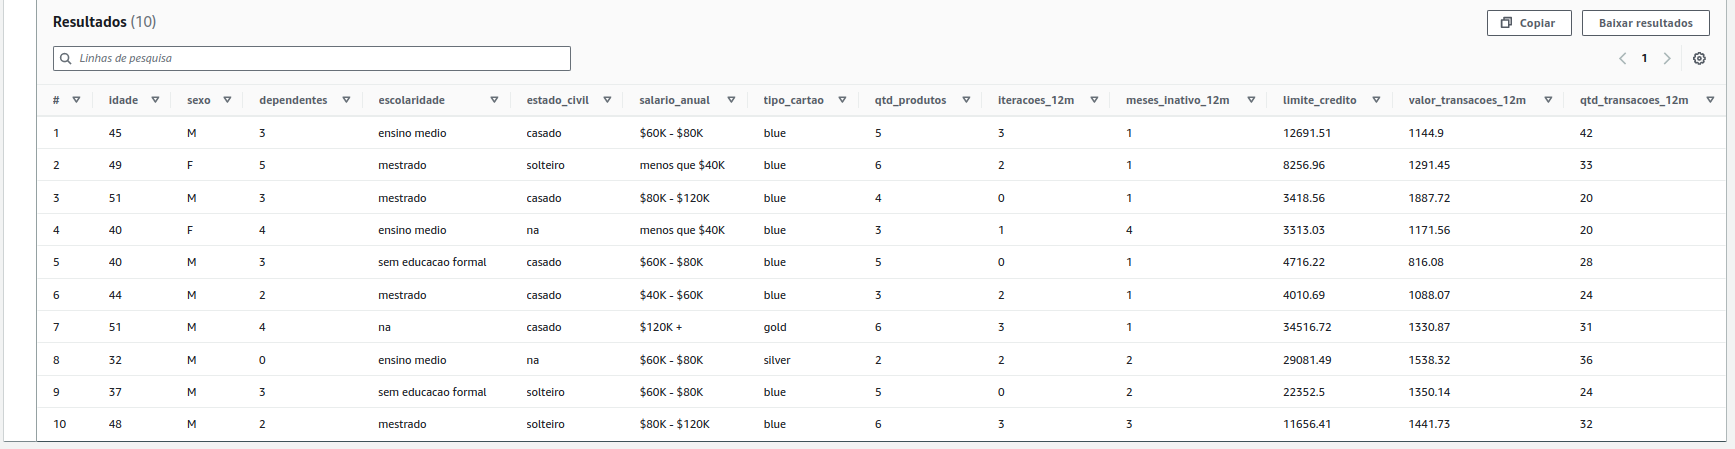 Resultados (10)
Copiar
Baixar resultados
Linhas de pesquisa
1
# idade sexo dependentes escolaridade estado_civil salario_anual tipo_cartao qtd_produtos iteracoes_12m meses_inativo_12m limite_credito valor_transacoes_12m qtd_transacoes_12m
1 45 M 3 ensino medio casado $60K - $80K blue 5 3 1 12691.51 1144.9 42
2 49 F 5 mestrado solteiro menos que $40K blue 6 2 1 8256.96 1291.45 33
3 51 M 3 mestrado casado $80K - $120K blue 4 0 1 3418.56 1887.72 20
4 40 F 4 ensino medio na menos que $40K blue 3 1 4 3313.03 1171.56 20
5 40 M 3 sem educacao formal casado $60K - $80K blue 5 0 1 4716.22 816.08 28
6 44 M 2 mestrado casado $40K - $60K blue 3 2 1 4010.69 1088.07 24
7 51 M 4 na casado $120K + gold 6 3 1 34516.72 1330.87 31
8 32 M 0 ensino medio na $60K - $80K silver 2 2 2 29081.49 1538.32 36
9 37 M 3 sem educacao formal solteiro $60K - $80K blue 5 0 2 22352.5 1350.14 24
10 48 M 2 mestrado solteiro $80K - $120K blue 6 3 3 11656.41 1441.73 32